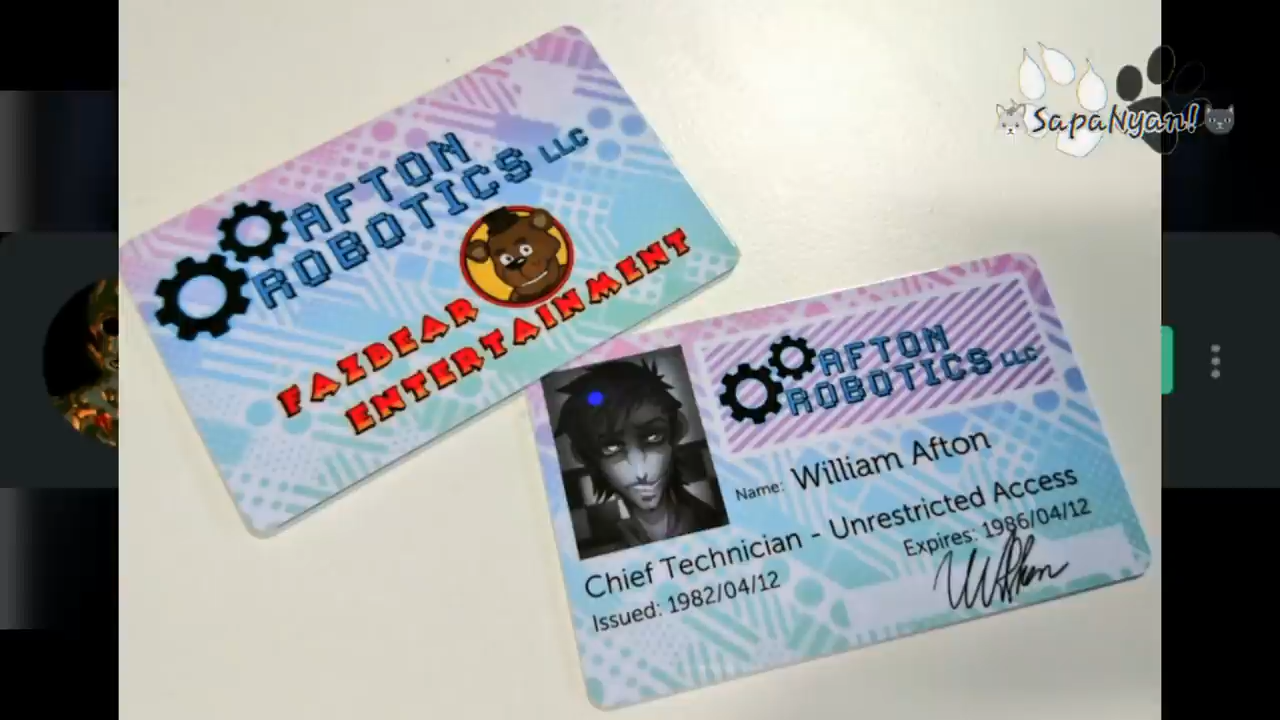 SapaNyan!
AFTON
ROBOTICS LLC
FAZBEAR
ENTERTAINMENT
AFTON
ROBOTICS LLC
Name: William Afton
Chief Technician - Unrestricted Access
Issued: 1982/04/12
Expires: 1986/04/12